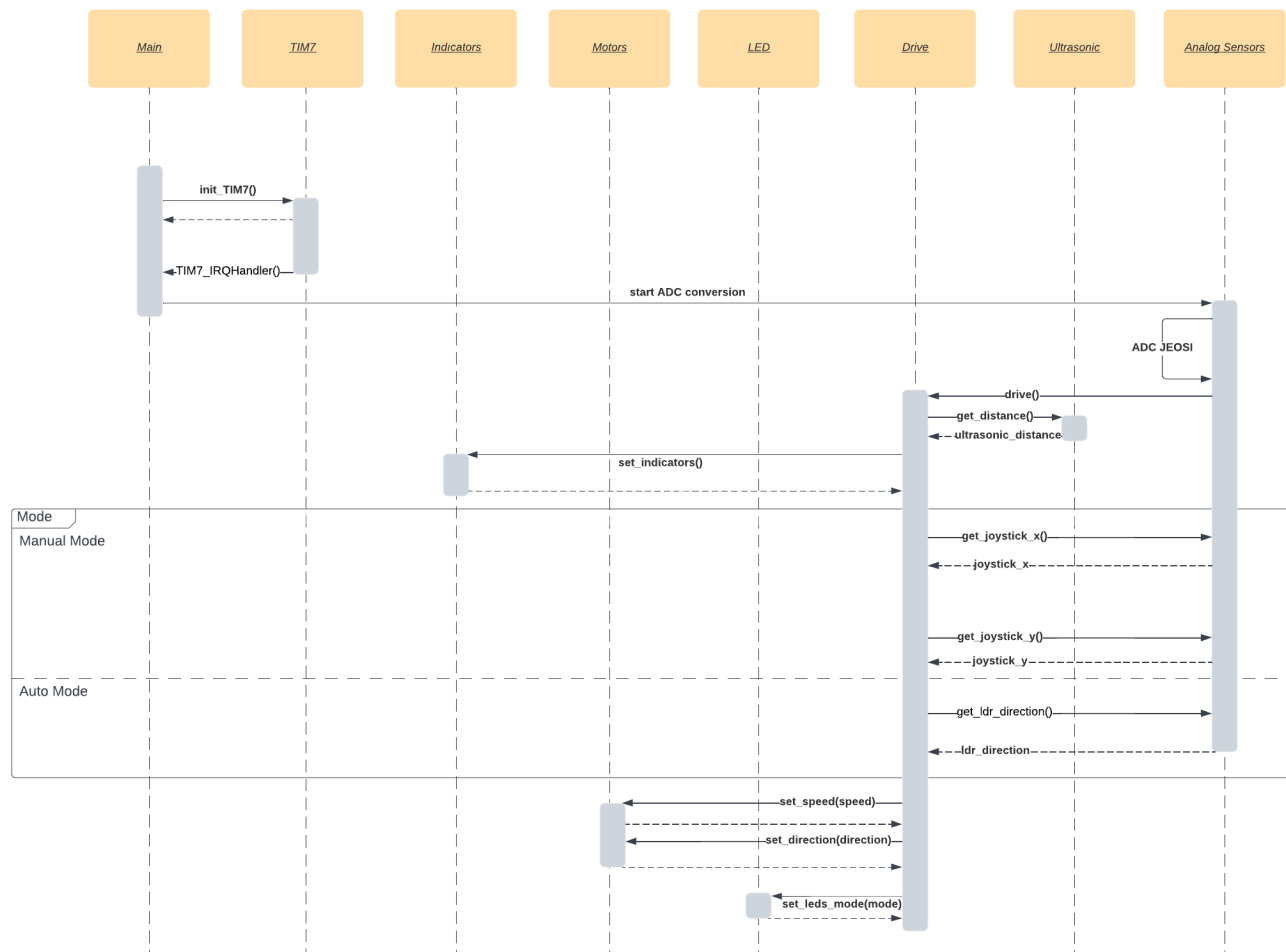 Main
TIM7
Indicators
Motors
LED
Drive
Ultrasonic
Analog Sensors
init_TIM7()
TIM7_IRQHandler()
start ADC conversion
ADC JEOSI
drive()
get_distance()
ultrasonic_distance
set_indicators()
Mode
Manual Mode
get_joystick_x()
joystick_x
get_joystick_y()
joystick_y
Auto Mode
get_ldr_direction()
ldr_direction
set_speed(speed)
set_direction(direction)
set_leds_mode(mode)